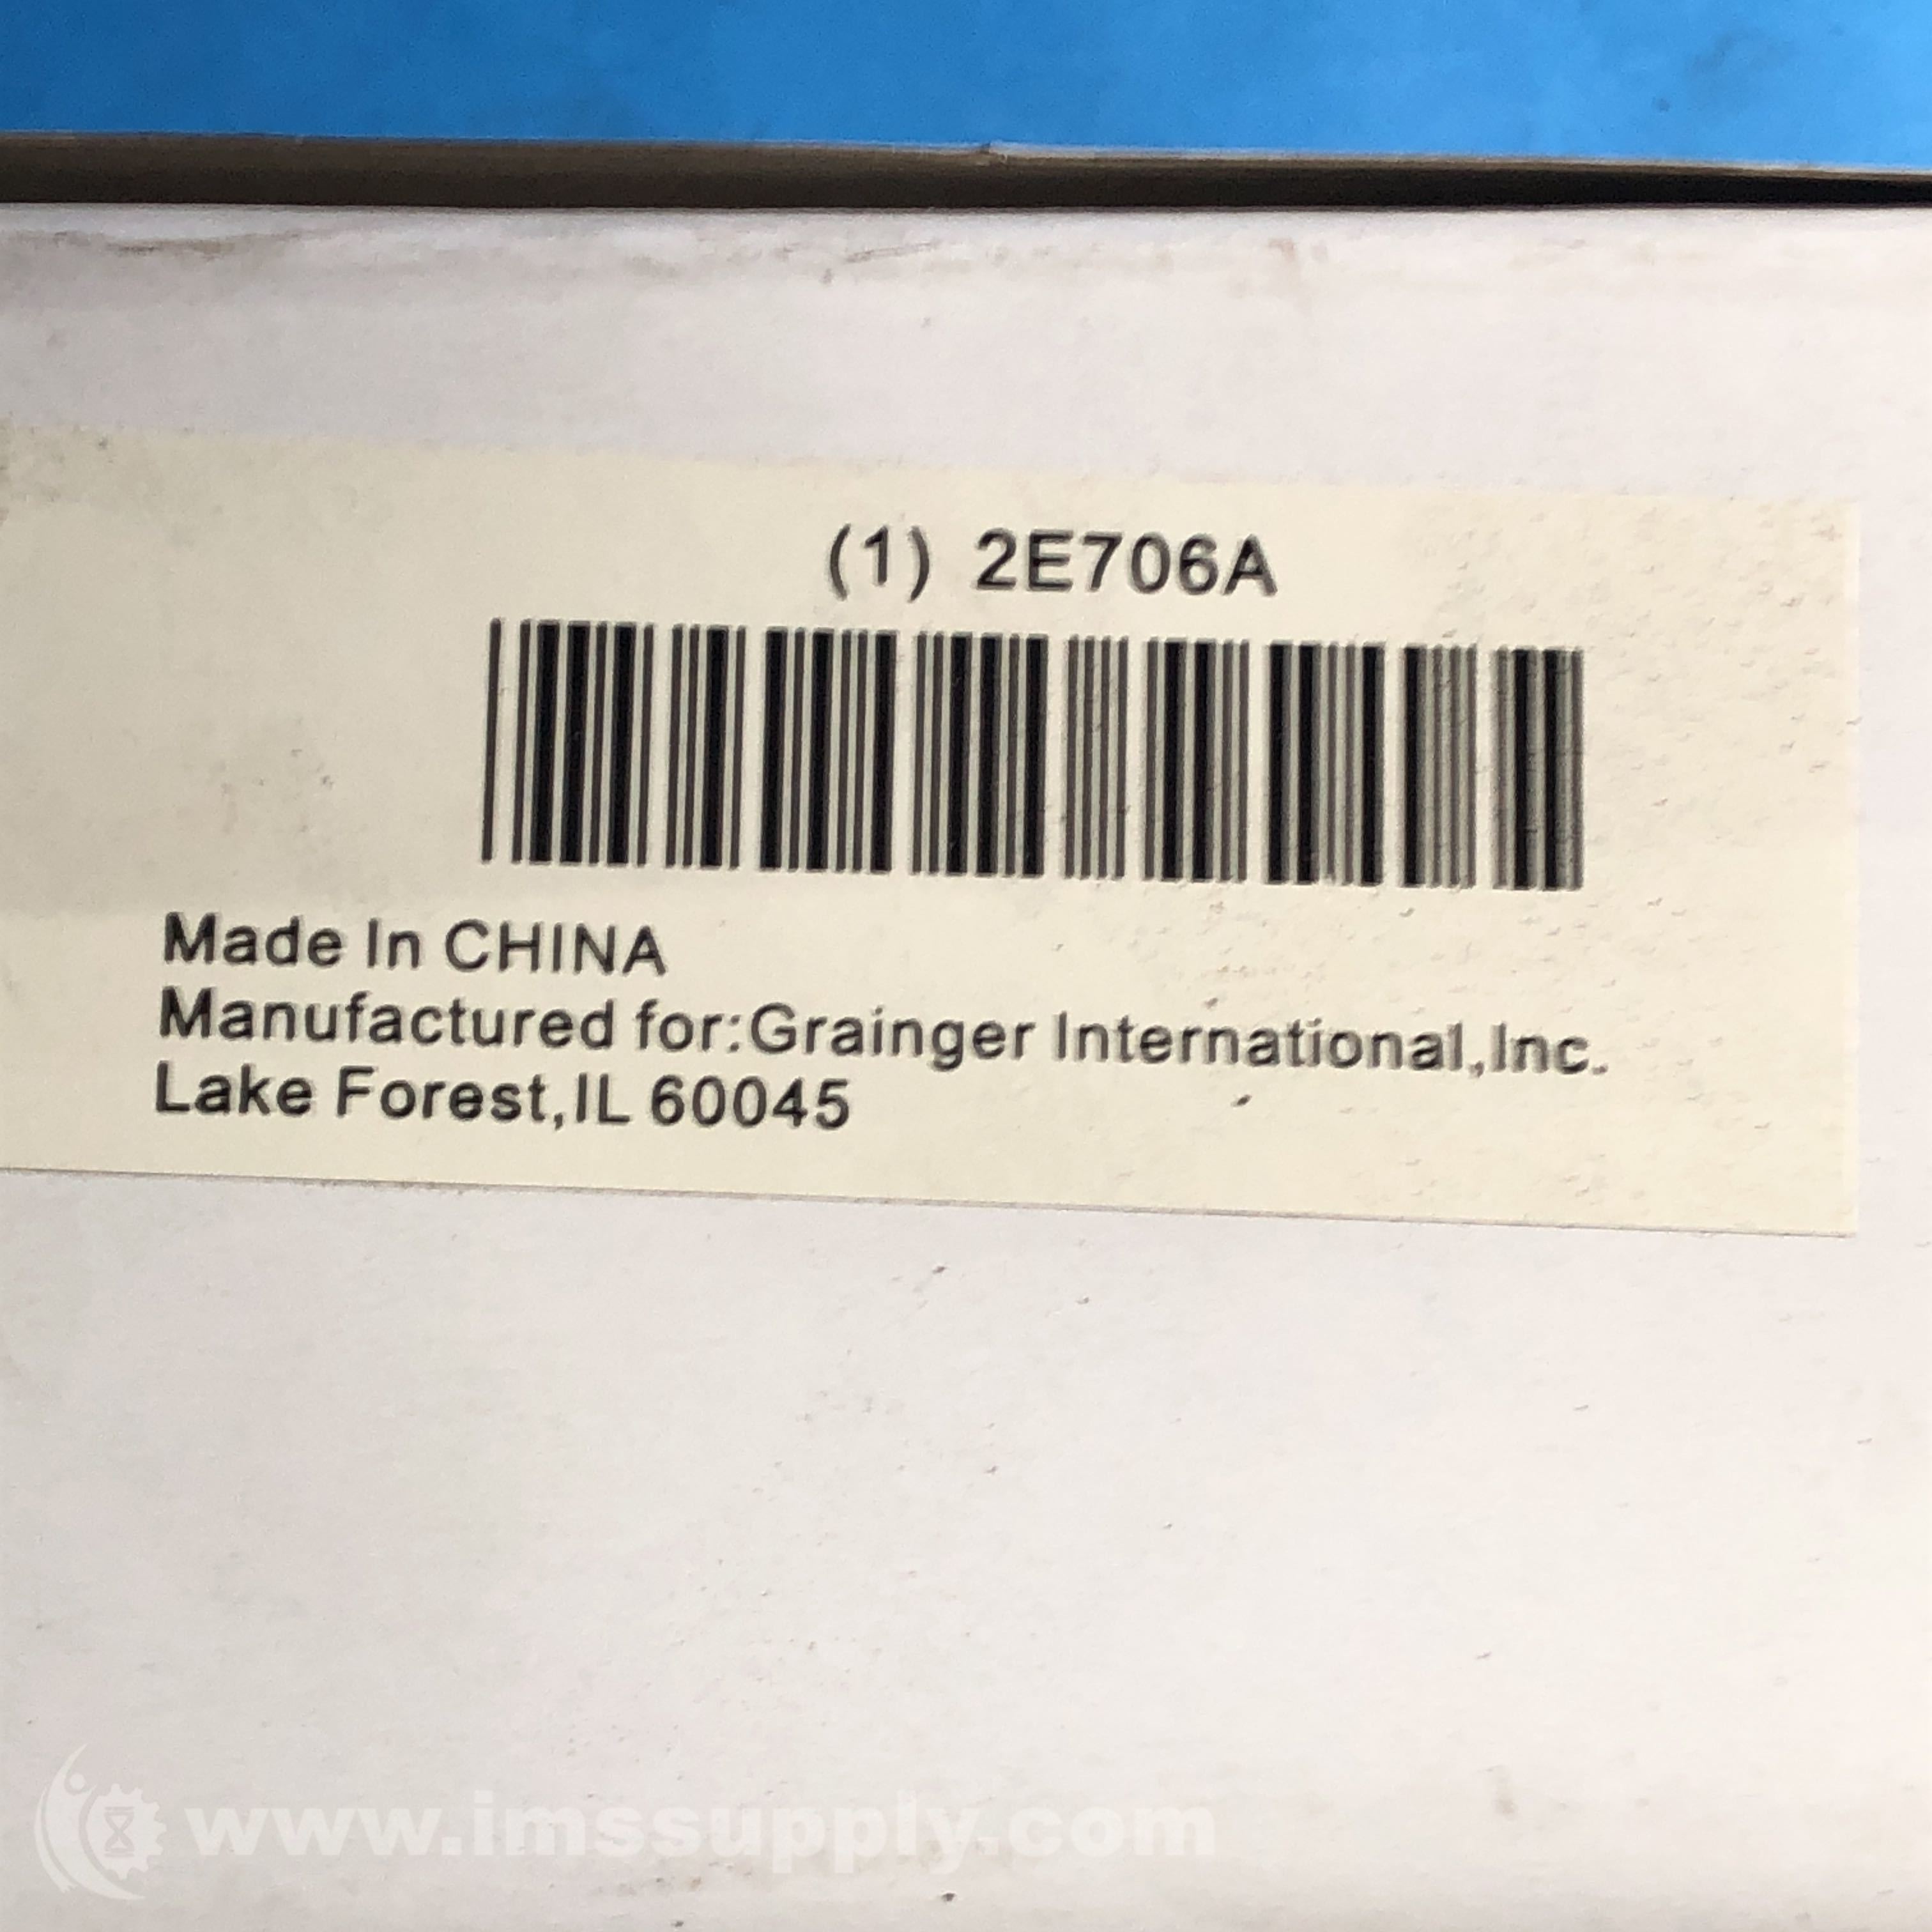 (1) 2E706A
Made In CHINA
Manufactured for:Grainger International,Inc.
Lake Forest,IL 60045
www.imssupply.com